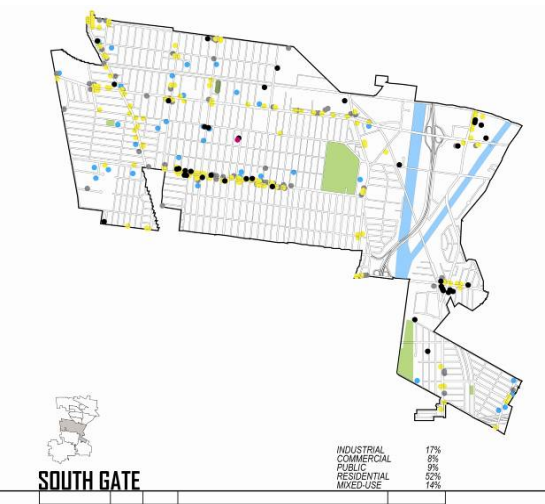 SOUTH GATE
INDUSTRIAL 17%
COMMERCIAL 8%
PUBLIC 9%
RESIDENTIAL 52%
MIXED-USE 14%